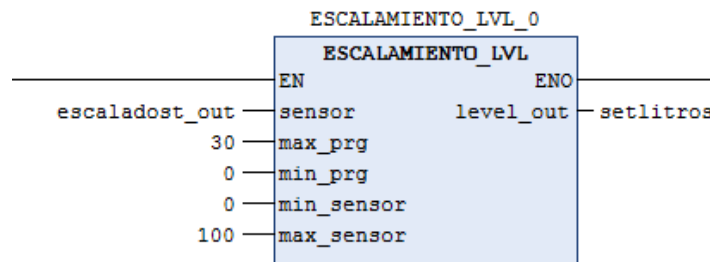 ESCALAMIENTO_LVL_0
ESCALAMIENTO_LVL
EN ENO
escaladost_out sensor level_out setlitros
30 max_prg
0 min_prg
0 min_sensor
100 max_sensor